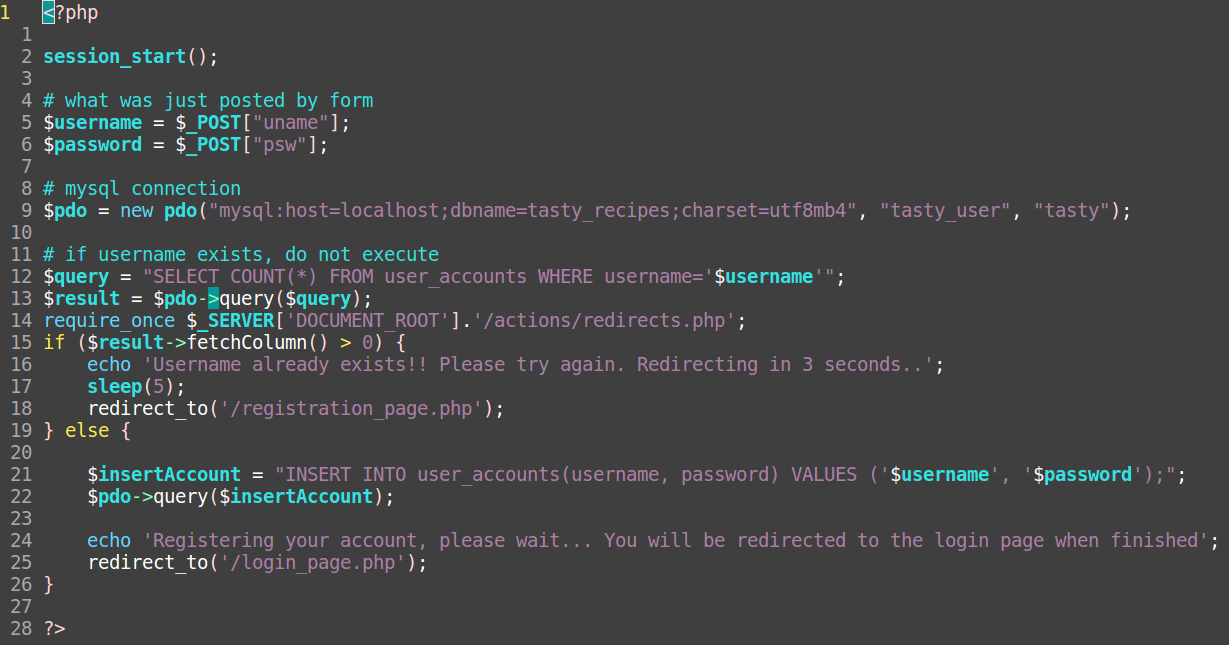 1 <?php
1
2 session_start();
3
4 # what was just posted by form
5 $username = $_POST["uname"];
6 $password = $_POST["psw"];
7
8 # mysql connection
9 $pdo = new pdo("mysql:host=localhost;dbname=tasty_recipes;charset=utf8mb4", "tasty_user", "tasty");
10
11 # if username exists, do not execute
12 $query = "SELECT COUNT(*) FROM user_accounts WHERE username='$username'";
13 $result = $pdo->query($query);
14 require_once $_SERVER['DOCUMENT_ROOT'].'/actions/redirects.php';
15 if ($result->fetchColumn() > 0) {
16     echo 'Username already exists!! Please try again. Redirecting in 3 seconds..';
17     sleep(5);
18     redirect_to('/registration_page.php');
19 } else {
20
21     $insertAccount = "INSERT INTO user_accounts(username, password) VALUES ('$username', '$password');";
22     $pdo->query($insertAccount);
23
24     echo 'Registering your account, please wait... You will be redirected to the login page when finished';
25     redirect_to('/login_page.php');
26 }
27
28 ?>